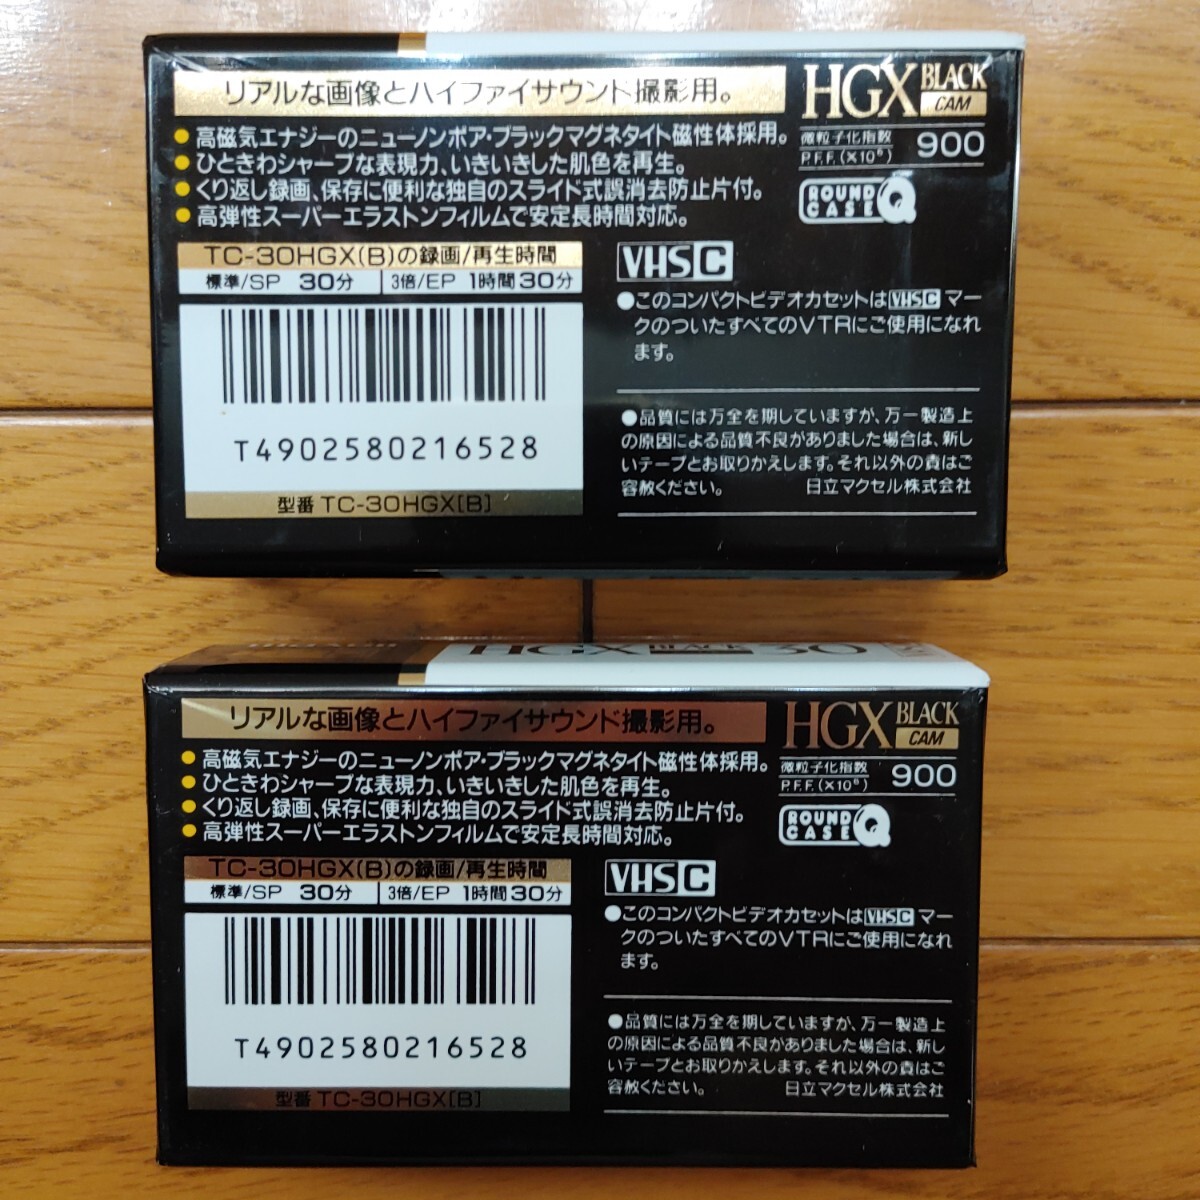 リアルな画像とハイファイサウンド撮影用。
HGX BLACK CAM
●高磁気エナジーのニューノンポア・ブラックマグネタイト磁性体採用。
●ひときわシャープな表現力、いきいきした肌色を再生。
●くり返し録画、保存に便利な独自のスライド式誤消去防止片付。
●高弾性スーパーエラストンフィルムで安定長時間対応。
微粒子化指数
P.F.F.(×10⁶) 900
ROUND CASE
TC-30HGX(B)の録画/再生時間
標準/SP 30分 3倍/EP 1時間30分
T4902580216528
型番 TC-30HGX[B]
VHS C
●このコンパクトビデオカセットはVHS Cマー
クのついたすべてのVTRにご使用になれ
ます。
●品質には万全を期していますが、万一製造上
の原因による品質不良がありました場合は、新し
いテープとお取りかえします。それ以外の責はご
容赦ください。 日立マクセル株式会社
HGX BLACK CAM 30
リアルな画像とハイファイサウンド撮影用。
HGX BLACK CAM
●高磁気エナジーのニューノンポア・ブラックマグネタイト磁性体採用。
●ひときわシャープな表現力、いきいきした肌色を再生。
●くり返し録画、保存に便利な独自のスライド式誤消去防止片付。
●高弾性スーパーエラストンフィルムで安定長時間対応。
微粒子化指数
P.F.F.(×10⁶) 900
ROUND CASE
TC-30HGX(B)の録画/再生時間
標準/SP 30分 3倍/EP 1時間30分
T4902580216528
型番 TC-30HGX[B]
VHS C
●このコンパクトビデオカセットはVHS Cマー
クのついたすべてのVTRにご使用になれ
ます。
●品質には万全を期していますが、万一製造上
の原因による品質不良がありました場合は、新し
いテープとお取りかえします。それ以外の責はご
容赦ください。 日立マクセル株式会社